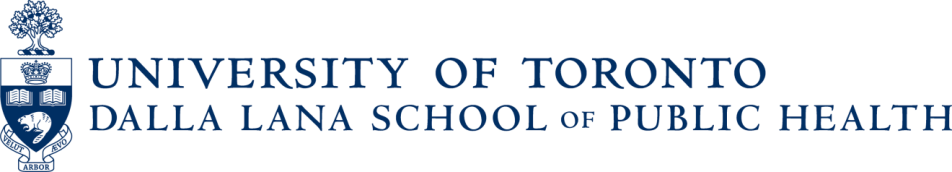 UNIVERSITY OF TORONTO
DALLA LANA SCHOOL OF PUBLIC HEALTH
VELUT ÆVO
ARBOR